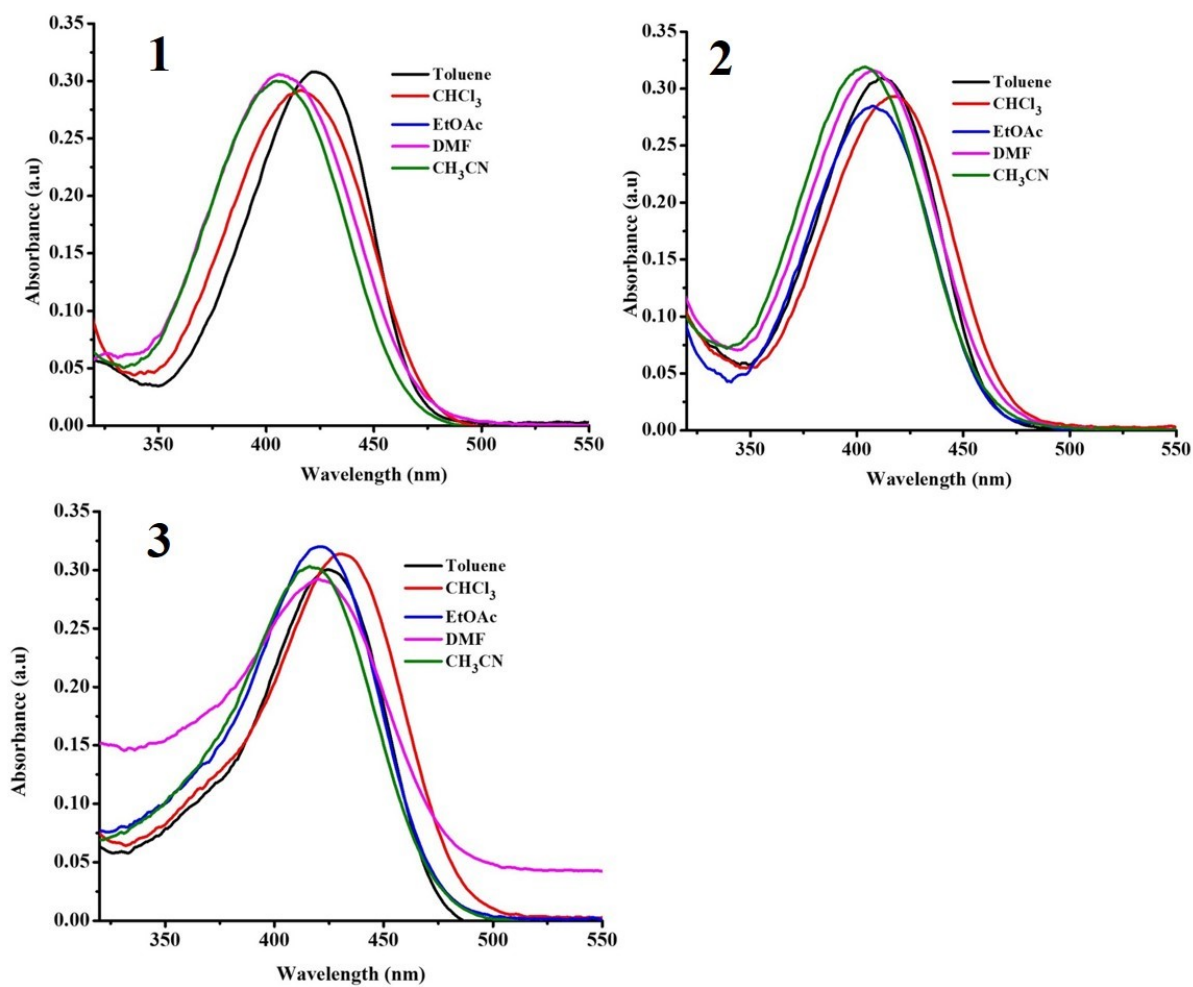 1
Toluene
CHCl₃
EtOAc
DMF
CH₃CN
Absorbance (a.u)
0.35
0.30
0.25
0.20
0.15
0.10
0.05
0.00
350 400 450 500 550
Wavelength (nm)
2
Toluene
CHCl₃
EtOAc
DMF
CH₃CN
Absorbance (a.u)
0.35
0.30
0.25
0.20
0.15
0.10
0.05
0.00
350 400 450 500 550
Wavelength (nm)
3
Toluene
CHCl₃
EtOAc
DMF
CH₃CN
Absorbance (a.u)
0.35
0.30
0.25
0.20
0.15
0.10
0.05
0.00
350 400 450 500 550
Wavelength (nm)